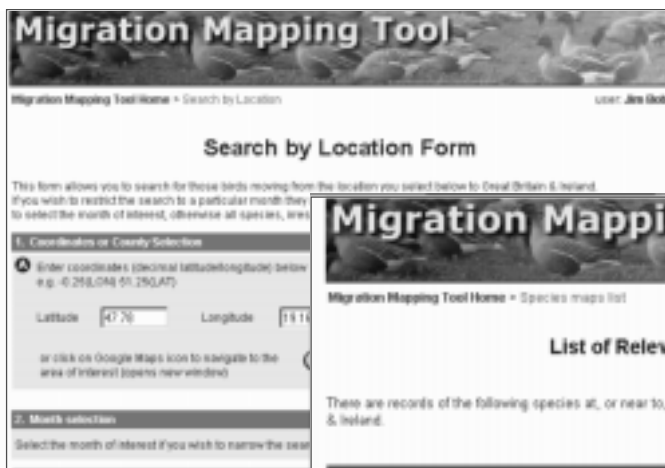 Migration Mapping Tool
Migration Mapping Tool Home » Search by Location user: Jim
Search by Location Form
This form allows you to search for those birds moving from the location you select below to Great Britain & Ireland.
If you wish to restrict the search to a particular month they
to select the month of interest, otherwise all species,
1. Coordinates or County Selection
A Enter coordinates (decimal latitude/longitude) below
e.g. -0.25(LON) 51.25(LAT)
Latitude 47.78 Longitude 19.16
or click on Google Maps icon to navigate to the
area of interest (opens new window)
2. Month selection
Select the month of interest if you wish to narrow the sear
Migration Mappi
Migration Mapping Tool Home » Species maps list
List of Relev
There are records of the following species at, or near to,
& Ireland.